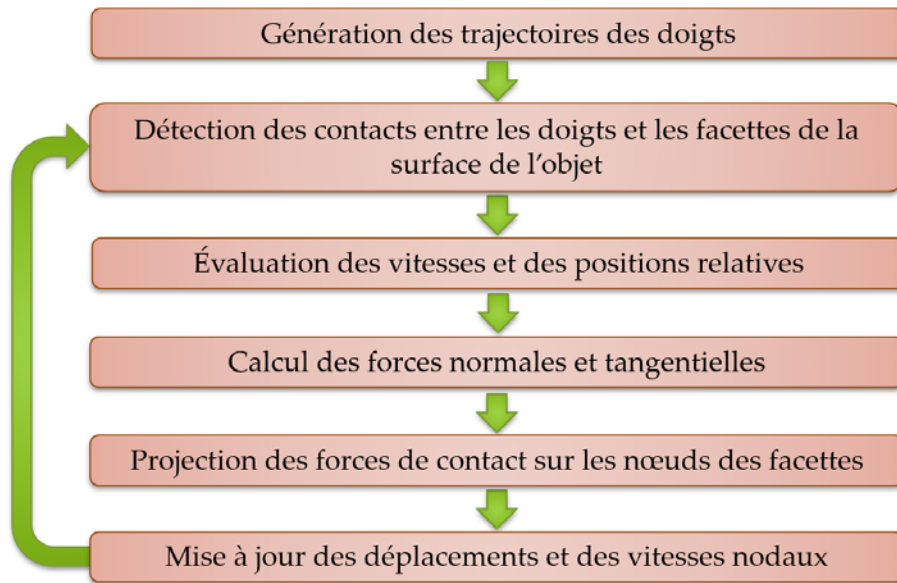 Génération des trajectoires des doigts
Détection des contacts entre les doigts et les facettes de la
surface de l'objet
Évaluation des vitesses et des positions relatives
Calcul des forces normales et tangentielles
Projection des forces de contact sur les nœuds des facettes
Mise à jour des déplacements et des vitesses nodaux